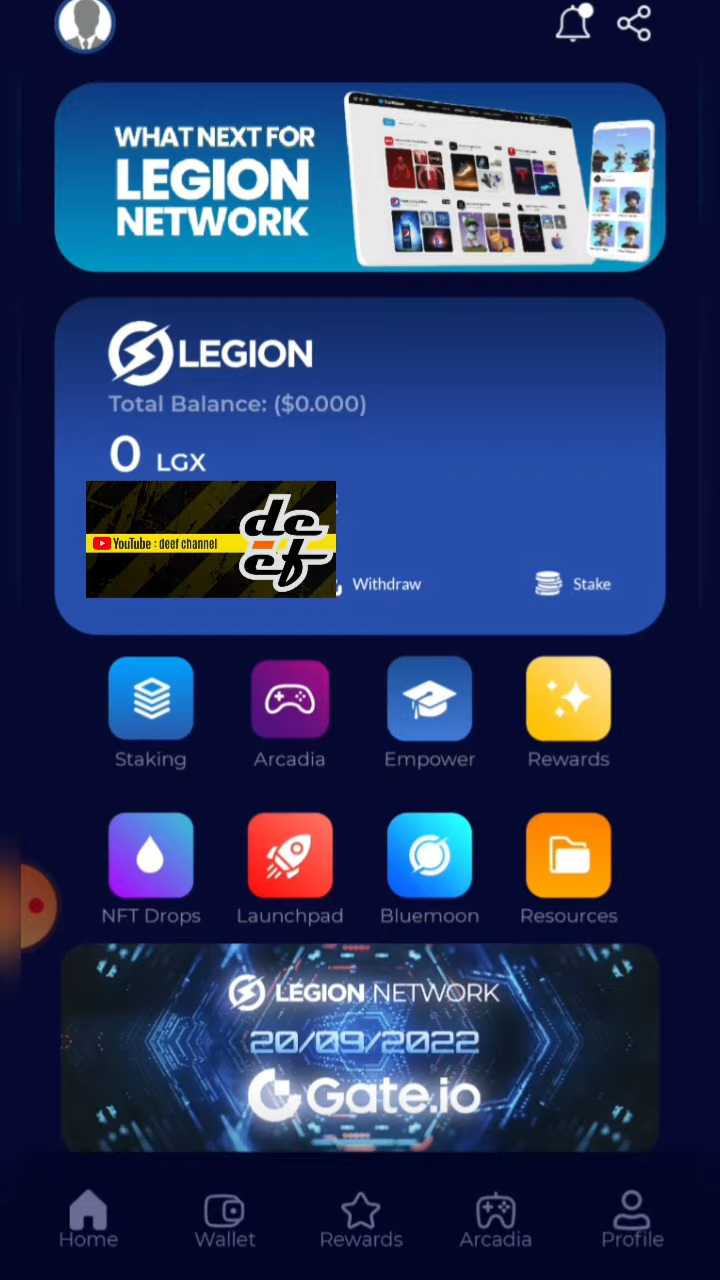 WHAT NEXT FOR
LEGION
NETWORK
LEGION
Total Balance: ($0.000)
0 LGX
YouTube : deef channel
deef
Withdraw
Stake
Staking
Arcadia
Empower
Rewards
NFT Drops
Launchpad
Bluemoon
Resources
LEGION NETWORK
20/09/2022
Gate.io
Home
Wallet
Rewards
Arcadia
Profile